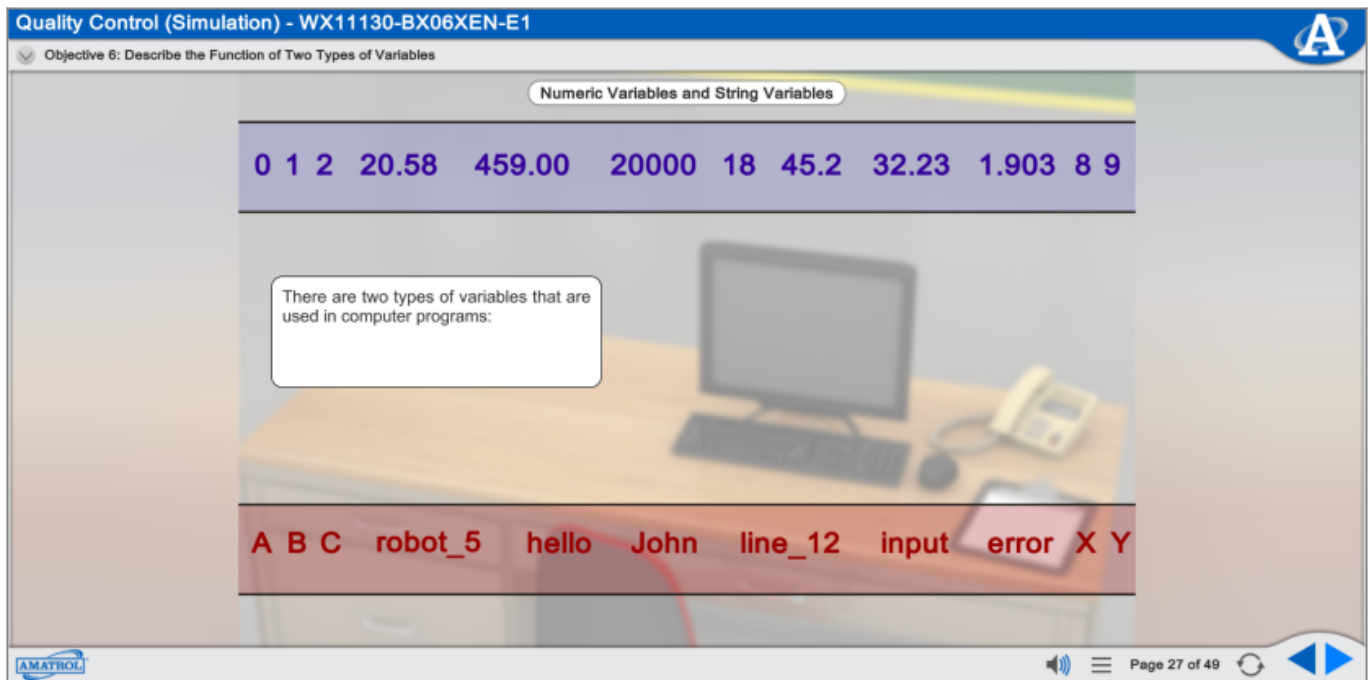 Quality Control (Simulation) - WX11130-BX06XEN-E1
A
Objective 6: Describe the Function of Two Types of Variables
Numeric Variables and String Variables
0 1 2 20.58 459.00 20000 18 45.2 32.23 1.903 8 9
There are two types of variables that are
used in computer programs:
A B C robot_5 hello John line_12 input error X Y
AMATROL
Page 27 of 49